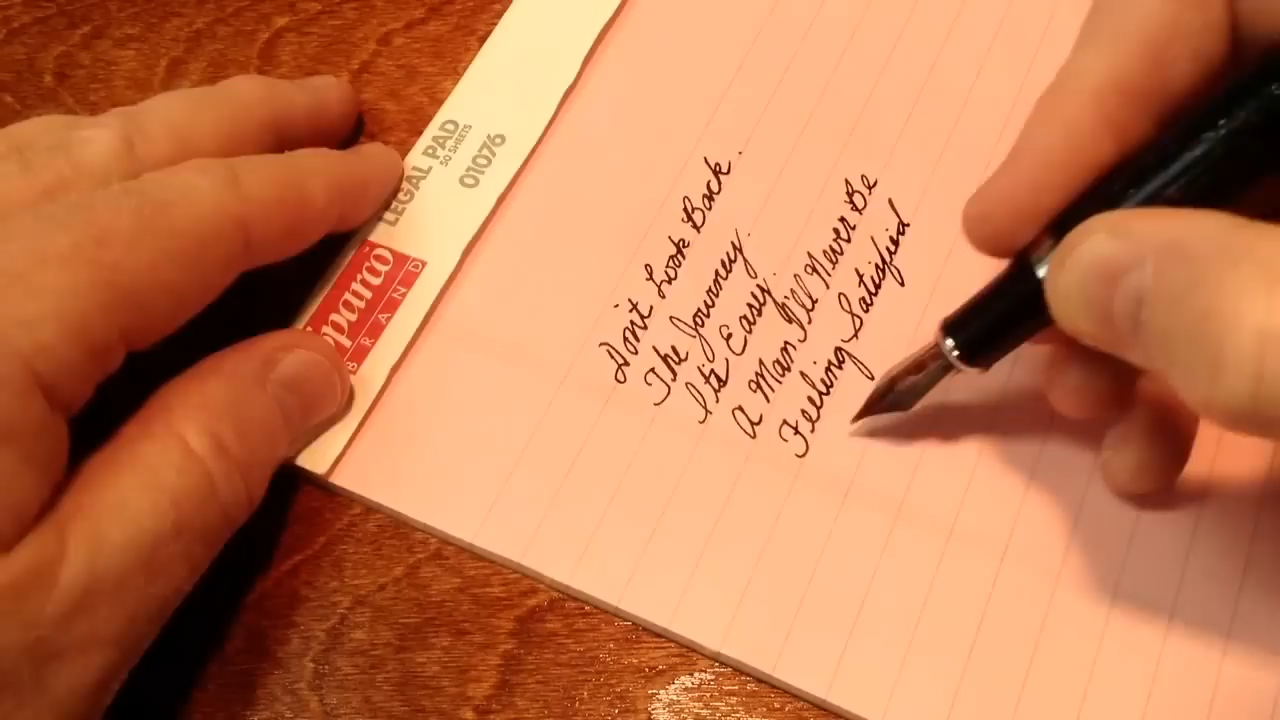 LEGAL PAD
50 SHEETS
01076
Sparco
BRAND
Don't Look Back.
The Journey.
It's Easy.
A Man I'll Never Be
Feeling Satisfied